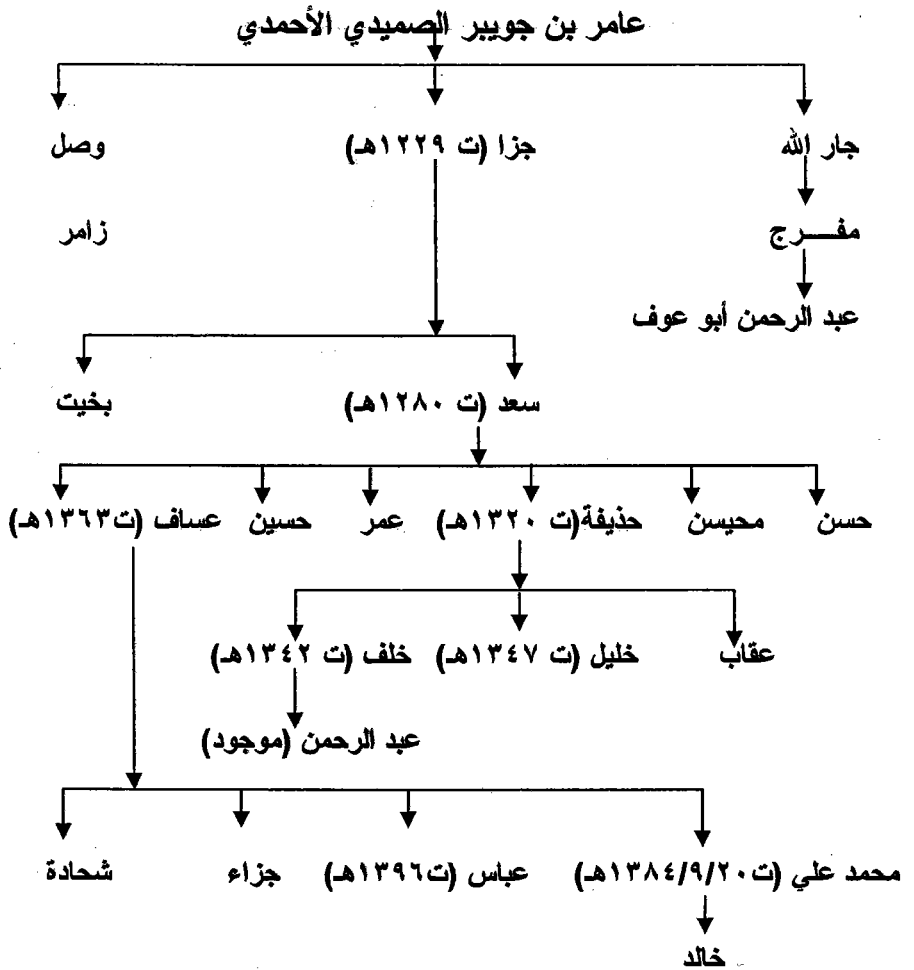 عامر بن جويبر الصميدي الأحمدي
جار الله جزا (ت ١٢٢٩هـ) وصل
مفـــرج زامر
عبد الرحمن أبو عوف
سعد (ت ١٢٨٠هـ) بخيت
حسن محيسن حذيفة(ت ١٣٢٠هـ) عمر حسين عساف (ت١٣٦٣هـ)
عقاب خليل (ت ١٣٤٧هـ) خلف (ت ١٣٤٢هـ)
عبد الرحمن (موجود)
محمد علي (ت١٣٨٤/٩/٢٠هـ) عباس (ت١٣٩٦هـ) جزاء شحادة
خالد